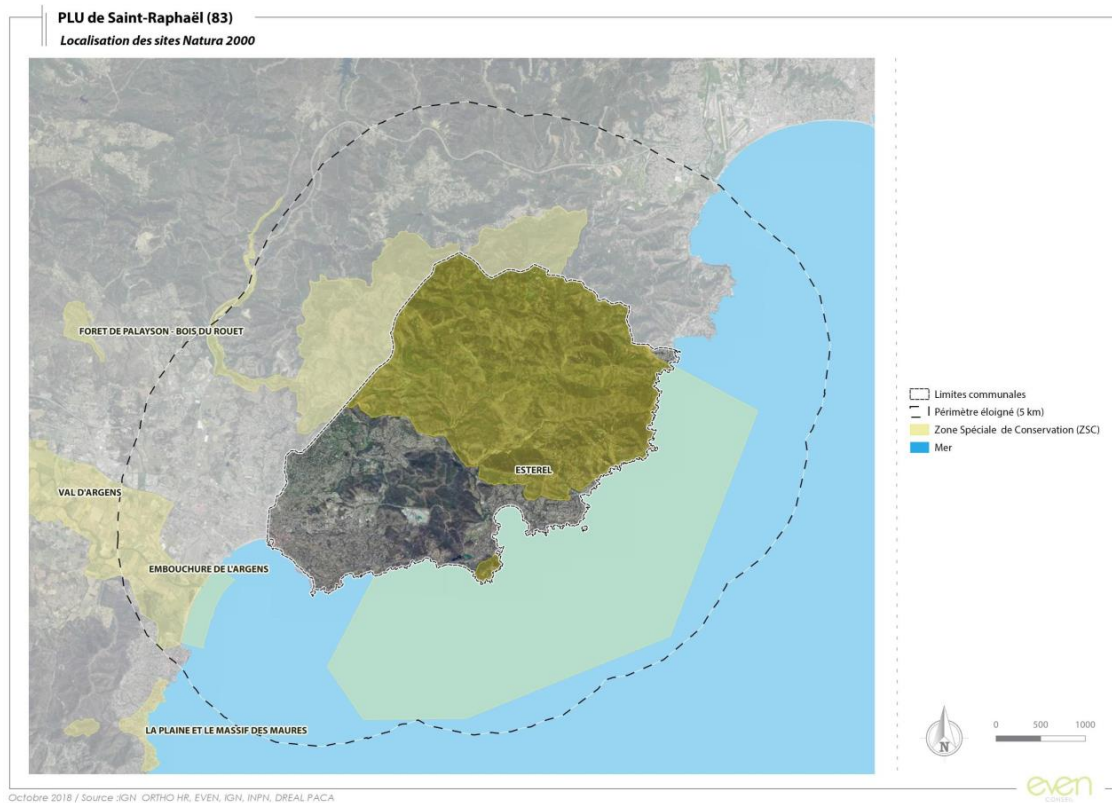 PLU de Saint-Raphaël (83)
Localisation des sites Natura 2000
FORET DE PALAYSON - BOIS DU ROUET
ESTEREL
VAL D'ARGENS
EMBOUCHURE DE L'ARGENS
LA PLAINE ET LE MASSIF DES MAURES
Limites communales
Périmètre éloigné (5 km)
Zone Spéciale de Conservation (ZSC)
Mer
N
0 500 1000
even
CONSEIL
Octobre 2018 / Source :IGN ORTHO HR, EVEN, IGN, INPN, DREAL PACA